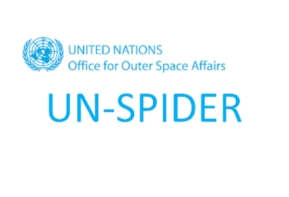 UNITED NATIONS
Office for Outer Space Affairs
UN-SPIDER